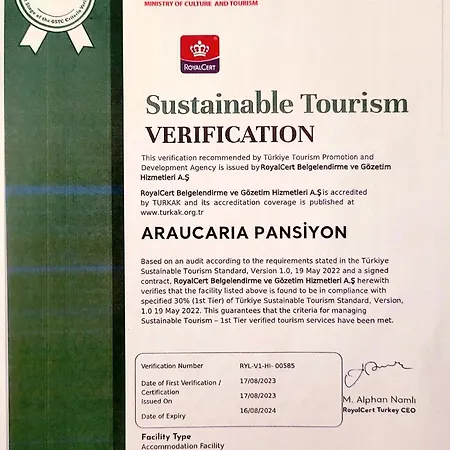 MINISTRY OF CULTURE AND TOURISM
Stage of the GSTC Criteria
ROYALCERT
Sustainable Tourism
VERIFICATION
This verification recommended by Türkiye Tourism Promotion and
Development Agency is issued by RoyalCert Belgelendirme ve Gözetim
Hizmetleri A.Ş
RoyalCert Belgelendirme ve Gözetim Hizmetleri A.Ş is accredited
by TURKAK and its accreditation coverage is published at
www.turkak.org.tr
ARAUCARIA PANSİYON
Based on an audit according to the requirements stated in the Türkiye
Sustainable Tourism Standard, Version 1.0, 19 May 2022 and a signed
contract, RoyalCert Belgelendirme ve Gözetim Hizmetleri A.Ş herewith
verifies that the facility listed above is found to be in compliance with
specified 30% (1st Tier) of Türkiye Sustainable Tourism Standard, Version,
1.0 19 May 2022. This guarantees that the criteria for managing
Sustainable Tourism – 1st Tier verified tourism services have been met.
Verification Number RYL-V1-HI- 00585
Date of First Verification / 17/08/2023
Certification
Issued On 17/08/2023
Date of Expiry 16/08/2024
M. Alphan Namlı
RoyalCert Turkey CEO
Facility Type
Accommodation Facility